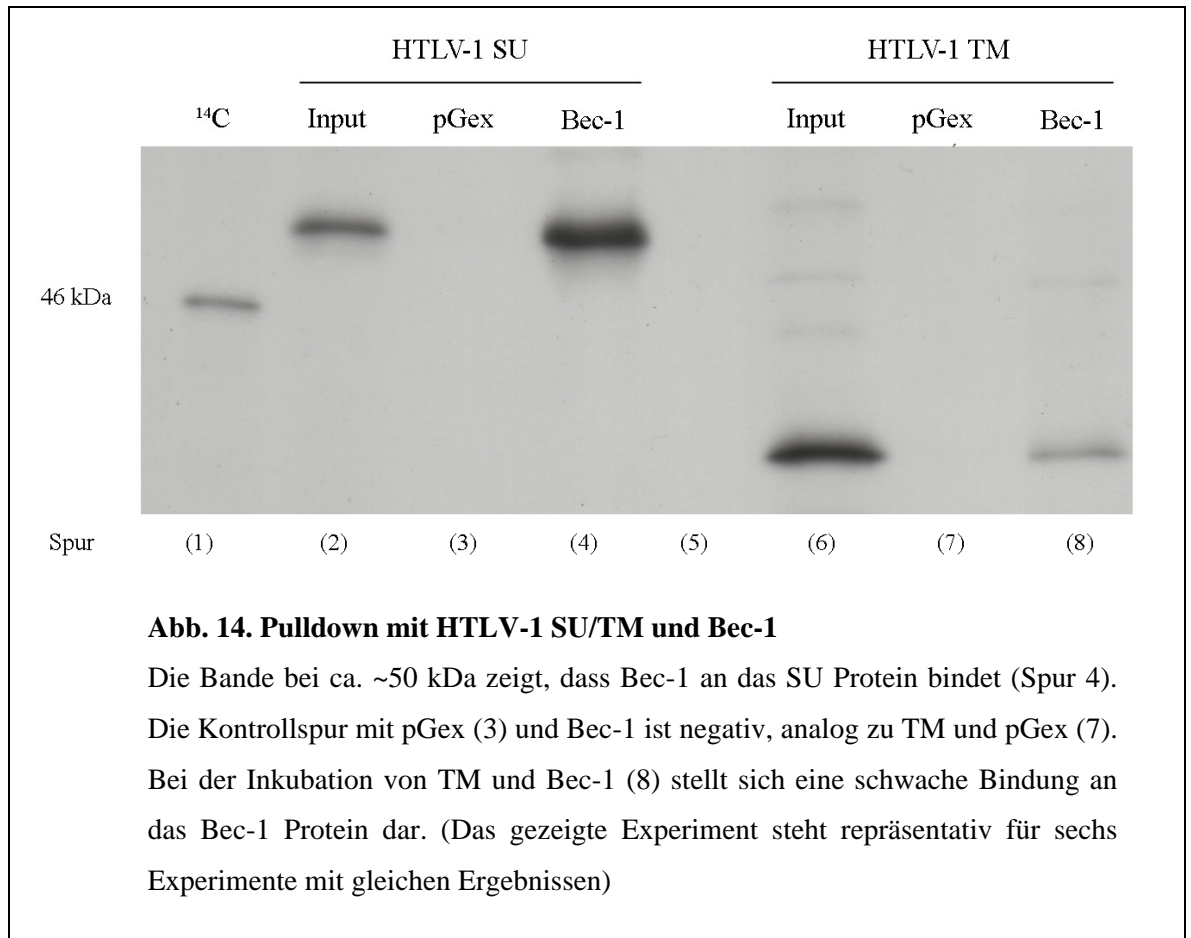 HTLV-1 SU HTLV-1 TM
¹⁴C Input pGex Bec-1 Input pGex Bec-1
46 kDa
Spur (1) (2) (3) (4) (5) (6) (7) (8)
Abb. 14. Pulldown mit HTLV-1 SU/TM und Bec-1
Die Bande bei ca. ~50 kDa zeigt, dass Bec-1 an das SU Protein bindet (Spur 4).
Die Kontrollspur mit pGex (3) und Bec-1 ist negativ, analog zu TM und pGex (7).
Bei der Inkubation von TM und Bec-1 (8) stellt sich eine schwache Bindung an
das Bec-1 Protein dar. (Das gezeigte Experiment steht repräsentativ für sechs
Experimente mit gleichen Ergebnissen)